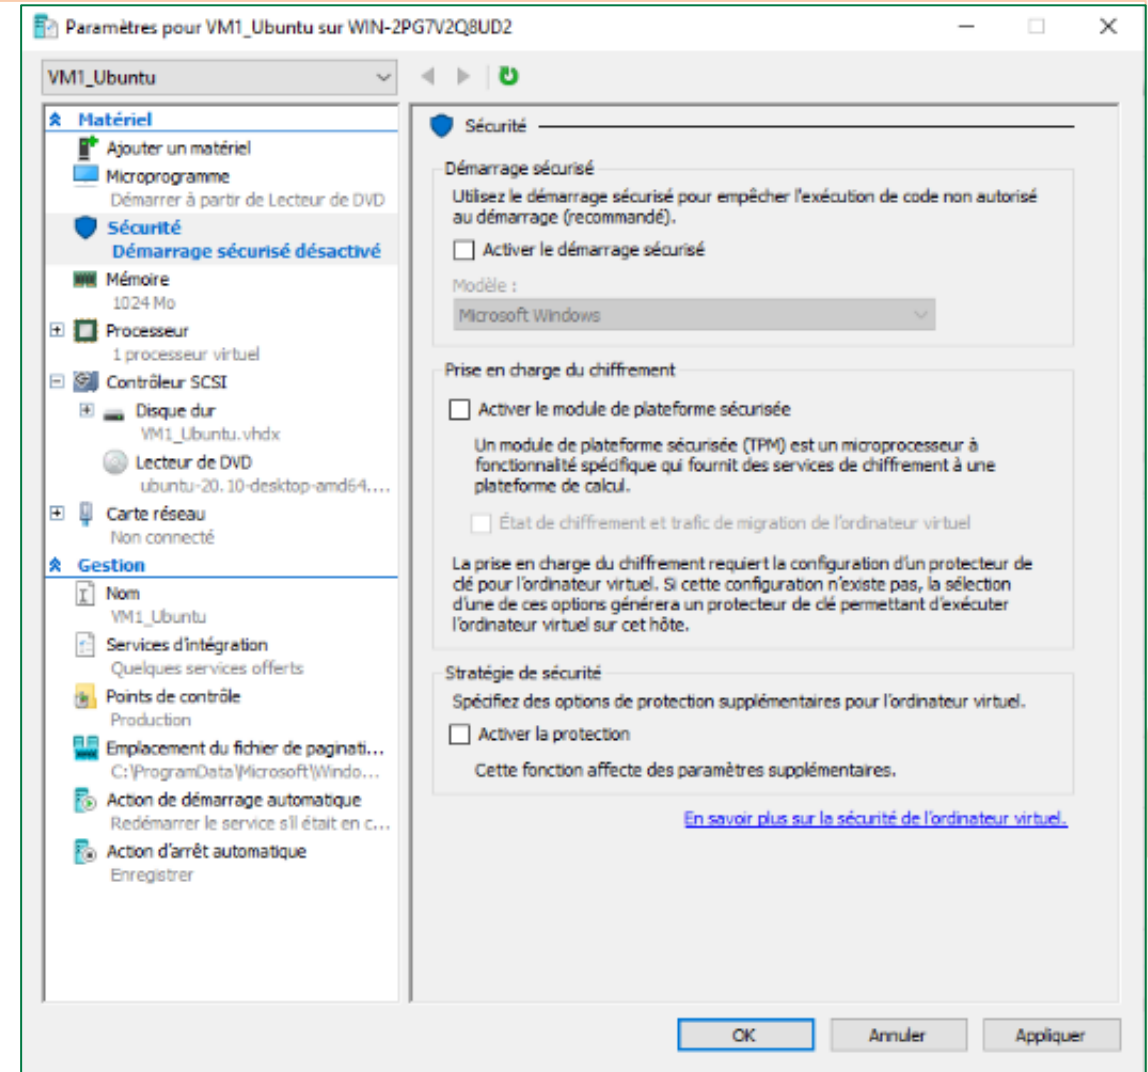 Paramètres pour VM1_Ubuntu sur WIN-2PG7V2Q8UD2
VM1_Ubuntu
Matériel
Ajouter un matériel
Microprogramme
Démarrer à partir de Lecteur de DVD
Sécurité
Démarrage sécurisé désactivé
Mémoire
1024 Mo
Processeur
1 processeur virtuel
Contrôleur SCSI
Disque dur
VM1_Ubuntu.vhdx
Lecteur de DVD
ubuntu-20.10-desktop-amd64....
Carte réseau
Non connecté
Gestion
Nom
VM1_Ubuntu
Services d'intégration
Quelques services offerts
Points de contrôle
Production
Emplacement du fichier de paginati...
C:\ProgramData\Microsoft\Windo...
Action de démarrage automatique
Redémarrer le service s'il était en c...
Action d'arrêt automatique
Enregistrer
Sécurité
Démarrage sécurisé
Utilisez le démarrage sécurisé pour empêcher l'exécution de code non autorisé
au démarrage (recommandé).
Activer le démarrage sécurisé
Modèle :
Microsoft Windows
Prise en charge du chiffrement
Activer le module de plateforme sécurisée
Un module de plateforme sécurisée (TPM) est un microprocesseur à
fonctionnalité spécifique qui fournit des services de chiffrement à une
plateforme de calcul.
État de chiffrement et trafic de migration de l'ordinateur virtuel
La prise en charge du chiffrement requiert la configuration d'un protecteur de
clé pour l'ordinateur virtuel. Si cette configuration n'existe pas, la sélection
d'une de ces options générera un protecteur de clé permettant d'exécuter
l'ordinateur virtuel sur cet hôte.
Stratégie de sécurité
Spécifiez des options de protection supplémentaires pour l'ordinateur virtuel.
Activer la protection
Cette fonction affecte des paramètres supplémentaires.
En savoir plus sur la sécurité de l'ordinateur virtuel.
OK
Annuler
Appliquer